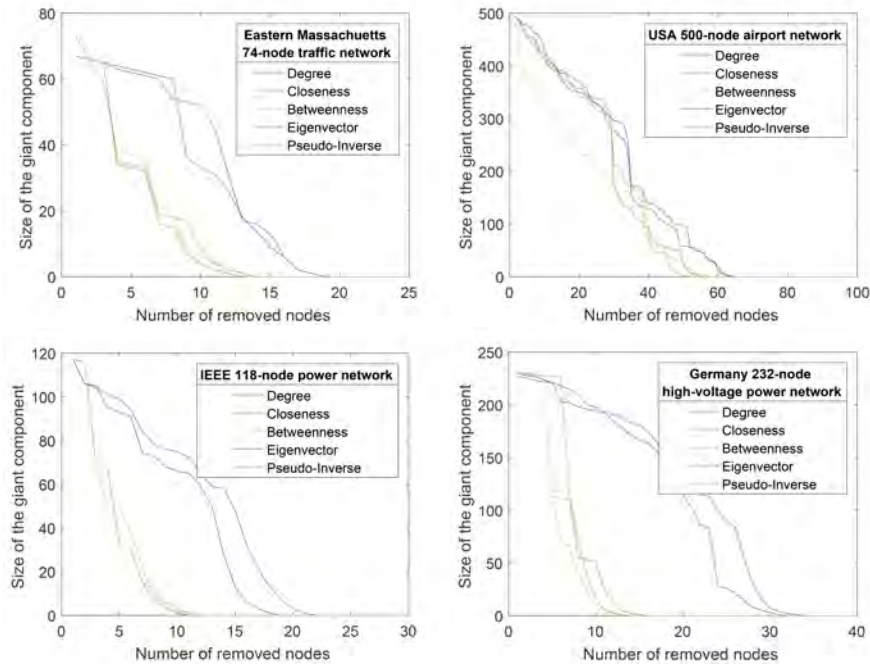 Eastern Massachuetts
74-node traffic network
Degree
Closeness
Betweenness
Eigenvector
Pseudo-Inverse
Size of the giant component
80
60
40
20
0
0 5 10 15 20 25
Number of removed nodes
USA 500-node airport network
Degree
Closeness
Betweenness
Eigenvector
Pseudo-Inverse
Size of the giant component
500
400
300
200
100
0
0 20 40 60 80 100
Number of removed nodes
IEEE 118-node power network
Degree
Closeness
Betweenness
Eigenvector
Pseudo-Inverse
Size of the giant component
120
100
80
60
40
20
0
0 5 10 15 20 25 30
Number of removed nodes
Germany 232-node
high-voltage power network
Degree
Closeness
Betweenness
Eigenvector
Pseudo-Inverse
Size of the giant component
250
200
150
100
50
0
0 10 20 30 40
Number of removed nodes